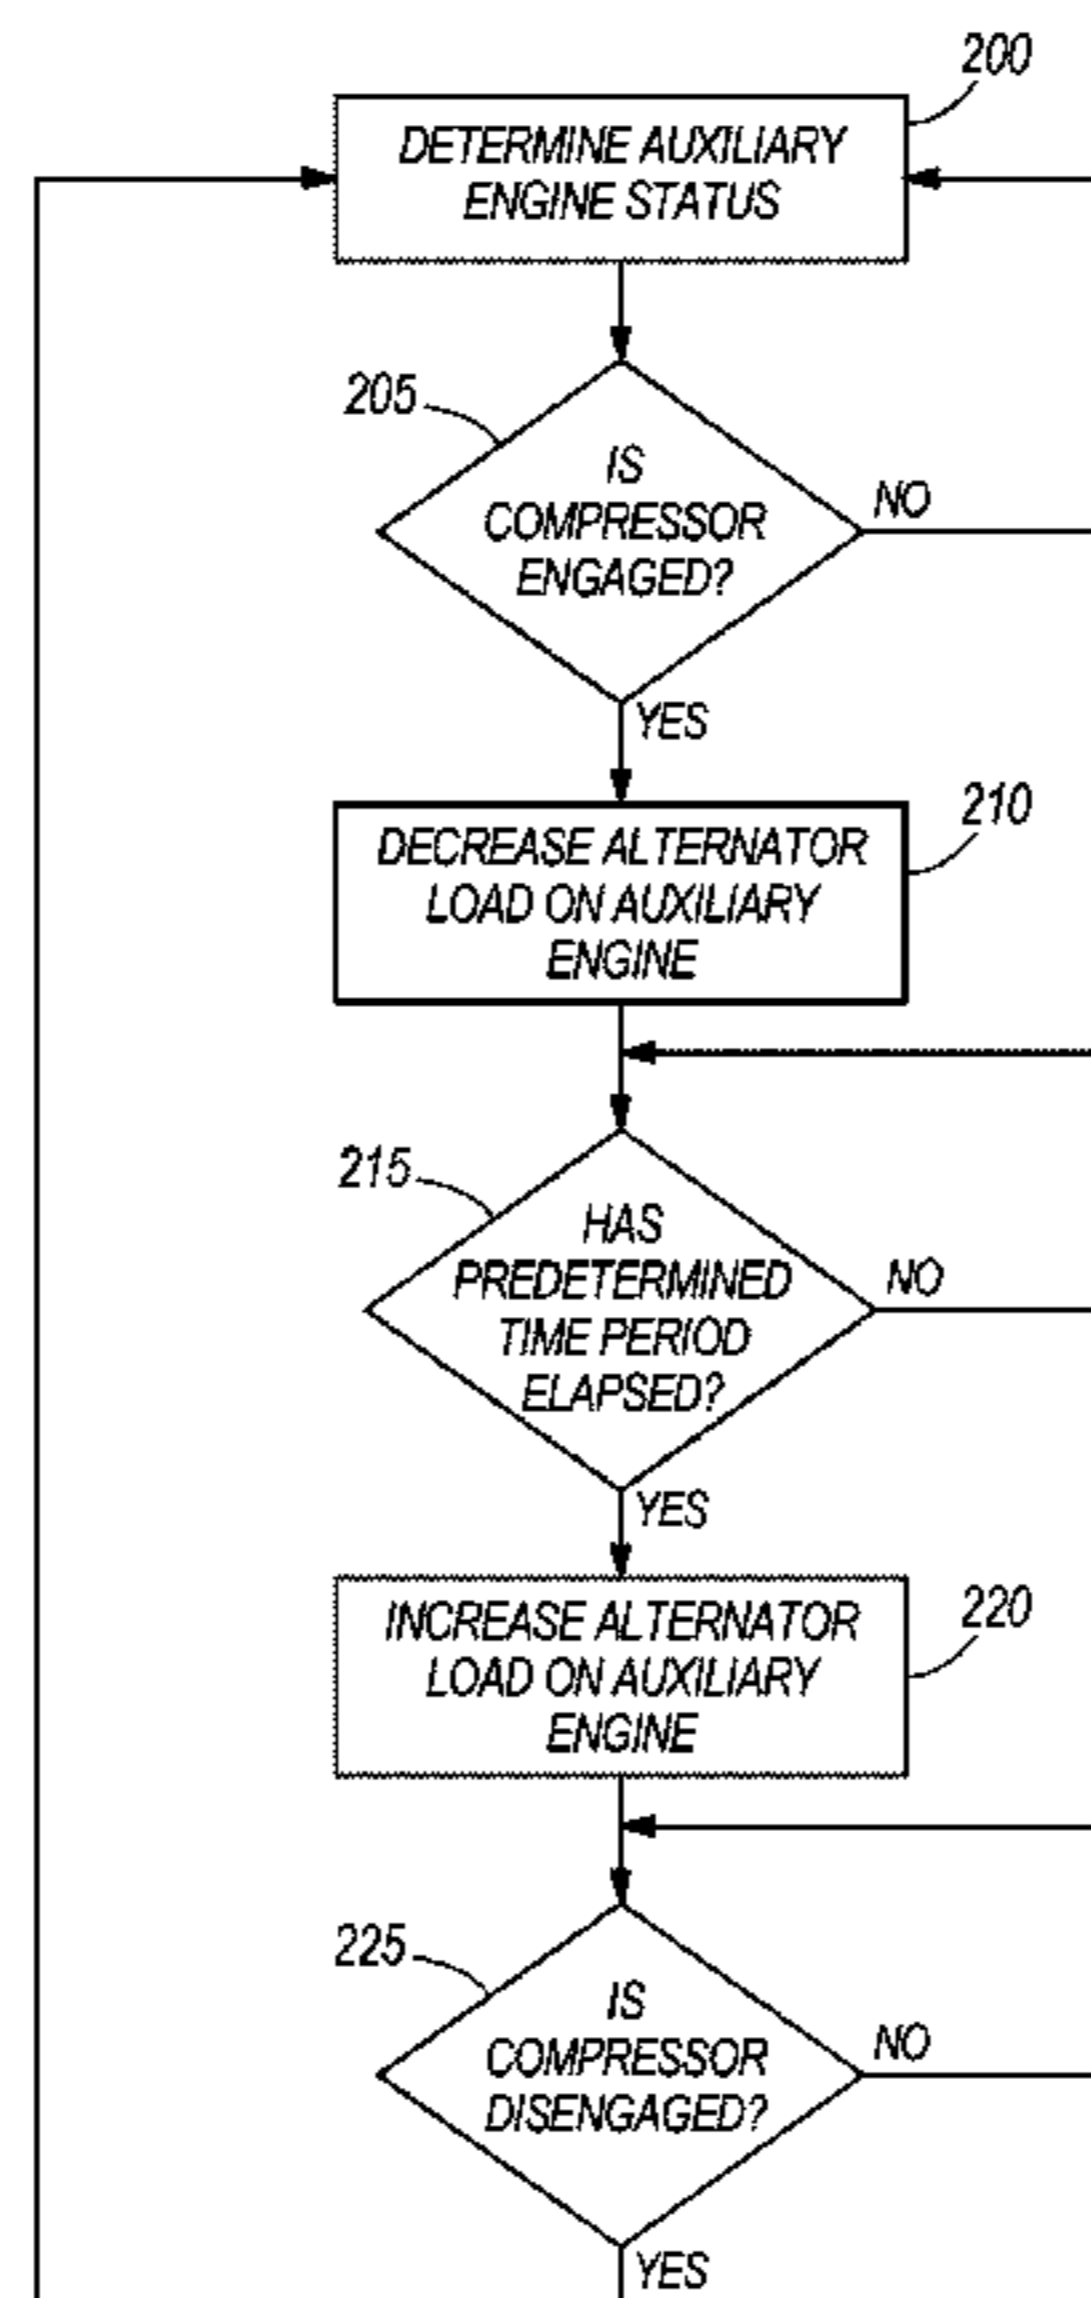 200
DETERMINE AUXILIARY
ENGINE STATUS
205
IS
COMPRESSOR
ENGAGED?
NO
YES
210
DECREASE ALTERNATOR
LOAD ON AUXILIARY
ENGINE
215
HAS
PREDETERMINED
TIME PERIOD
ELAPSED?
NO
YES
220
INCREASE ALTERNATOR
LOAD ON AUXILIARY
ENGINE
225
IS
COMPRESSOR
DISENGAGED?
NO
YES